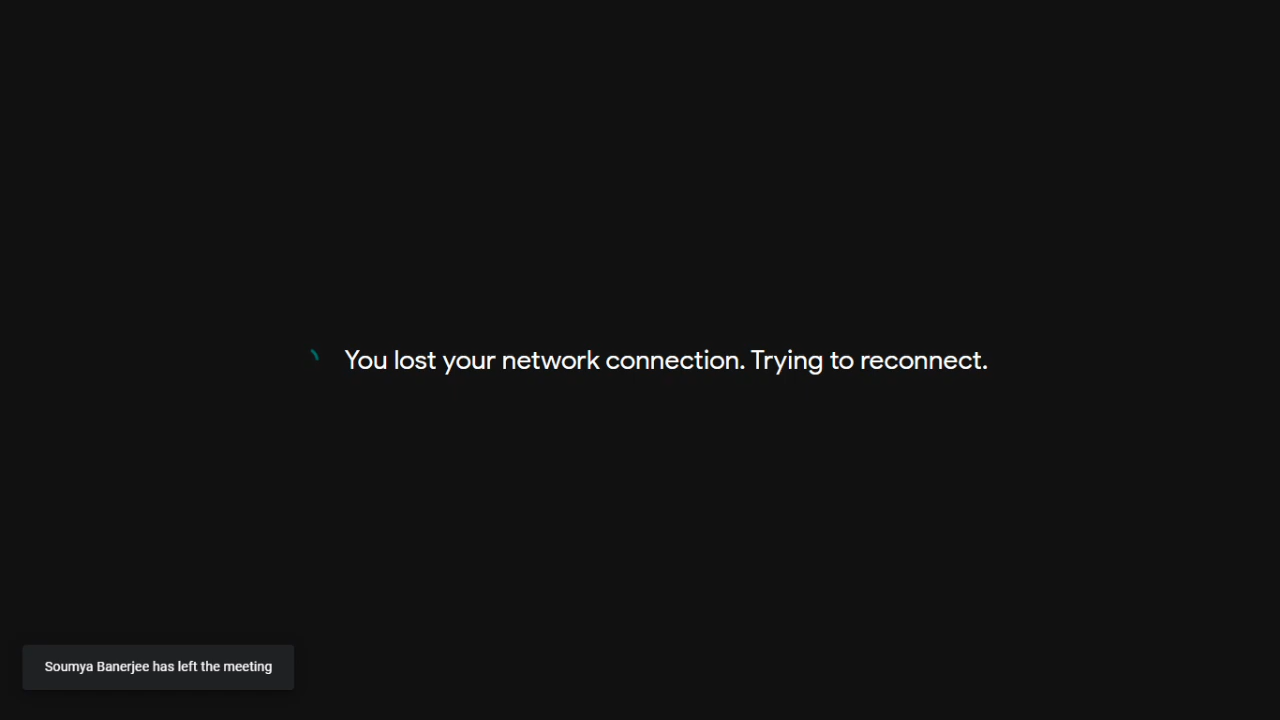 You lost your network connection. Trying to reconnect.
Soumya Banerjee has left the meeting